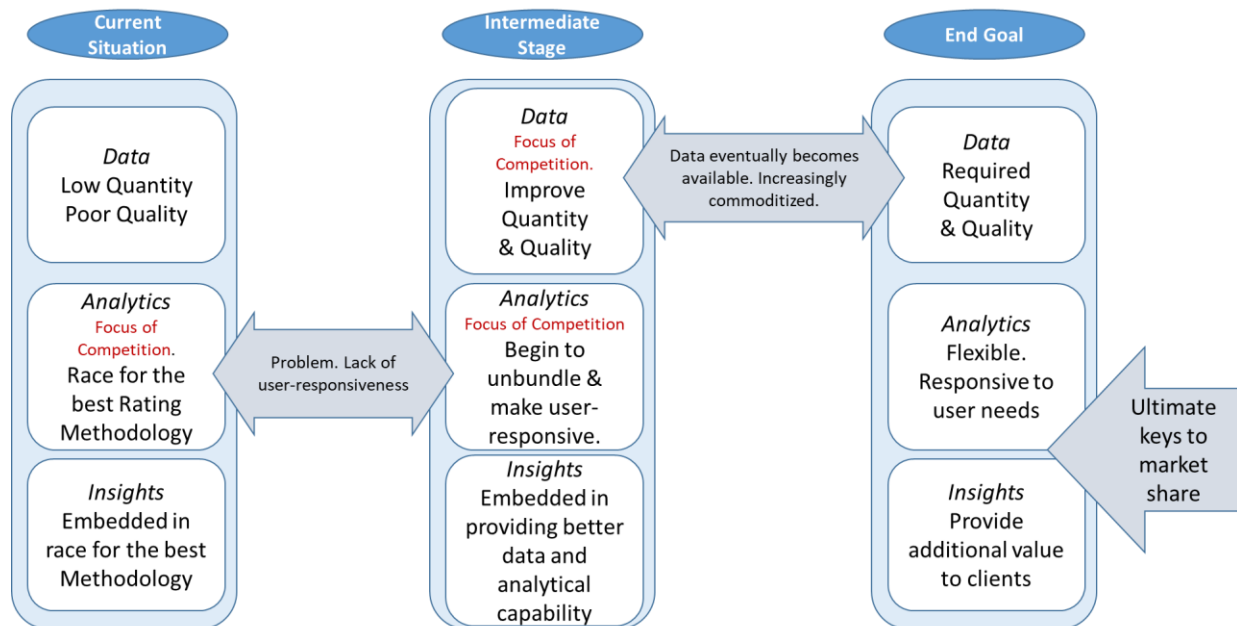 Current
Situation
Intermediate
Stage
End Goal
Data
Low Quantity
Poor Quality
Analytics
Focus of
Competition.
Race for the
best Rating
Methodology
Insights
Embedded in
race for the best
Methodology
Problem. Lack of
user-responsiveness
Data
Focus of
Competition.
Improve
Quantity
& Quality
Analytics
Focus of Competition
Begin to
unbundle &
make user-
responsive.
Insights
Embedded in
providing better
data and
analytical
capability
Data eventually becomes
available. Increasingly
commoditized.
Data
Required
Quantity
& Quality
Analytics
Flexible.
Responsive to
user needs
Insights
Provide
additional value
to clients
Ultimate
keys to
market
share